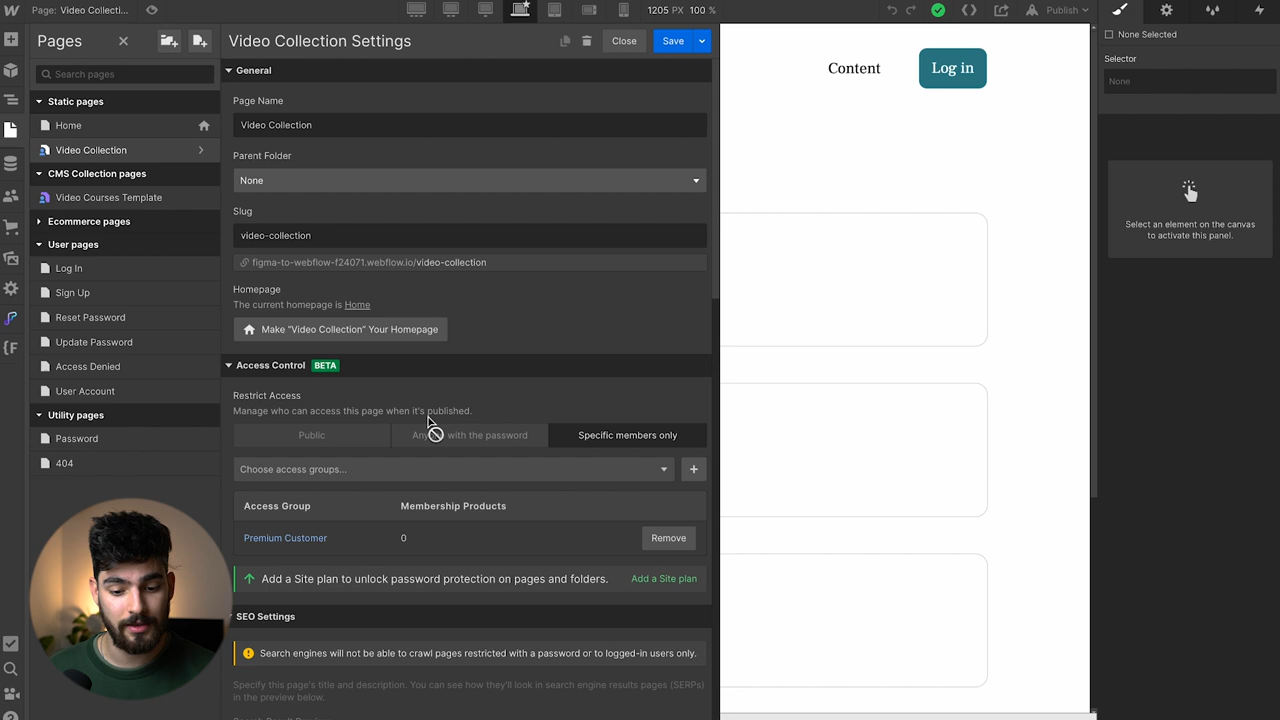 Page: Video Collecti...
1205 PX 100 %
Publish
Pages
Search pages
Static pages
Home
Video Collection
CMS Collection pages
Video Courses Template
Ecommerce pages
User pages
Log In
Sign Up
Reset Password
Update Password
Access Denied
User Account
Utility pages
Password
404
Video Collection Settings
Close
Save
General
Page Name
Video Collection
Parent Folder
None
Slug
video-collection
figma-to-webflow-f24071.webflow.io/video-collection
Homepage
The current homepage is Home
Make “Video Collection” Your Homepage
Access Control BETA
Restrict Access
Manage who can access this page when it's published.
Public
with the password
Specific members only
Choose access groups...
Access Group Membership Products
Premium Customer 0 Remove
Add a Site plan to unlock password protection on pages and folders. Add a Site plan
SEO Settings
Search engines will not be able to crawl pages restricted with a password or to logged-in users only.
Specify this page's title and description. You can see how they'll look in search engine results pages (SERPs)
in the preview below.
Content
Log in
None Selected
Selector
None
Select an element on the canvas
to activate this panel.